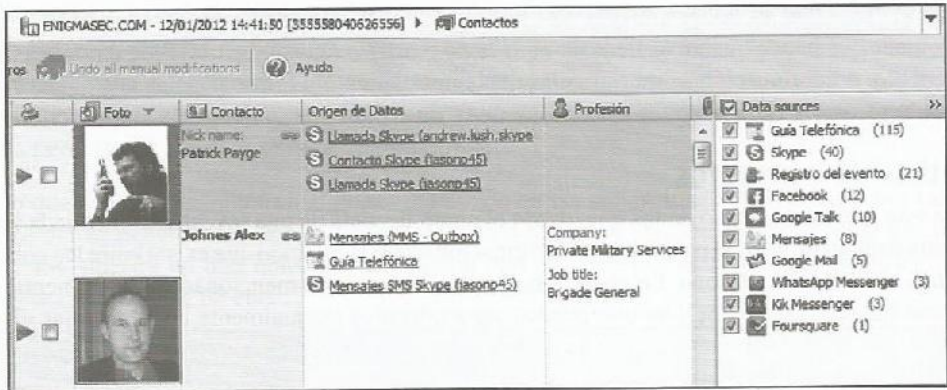 ENIGMASEC.COM - 12/01/2012 14:41:50 [355558040626556] Contactos
ros Undo all manual modifications Ayuda
Foto Contacto Origen de Datos Profesión Data sources >>
Nick name:
Patrick Payge
Llamada Skype (andrew.lush.skype
Contacto Skype (jasonp45)
Llamada Skype (jasonp45)
Johnes Alex
Mensajes (MMS - Outbox)
Guía Telefónica
Mensajes SMS Skype (jasonp45)
Company:
Private Military Services
Job title:
Brigade General
Guía Telefónica (115)
Skype (40)
Registro del evento (21)
Facebook (12)
Google Talk (10)
Mensajes (8)
Google Mail (5)
WhatsApp Messenger (3)
Kik Messenger (3)
Foursquare (1)